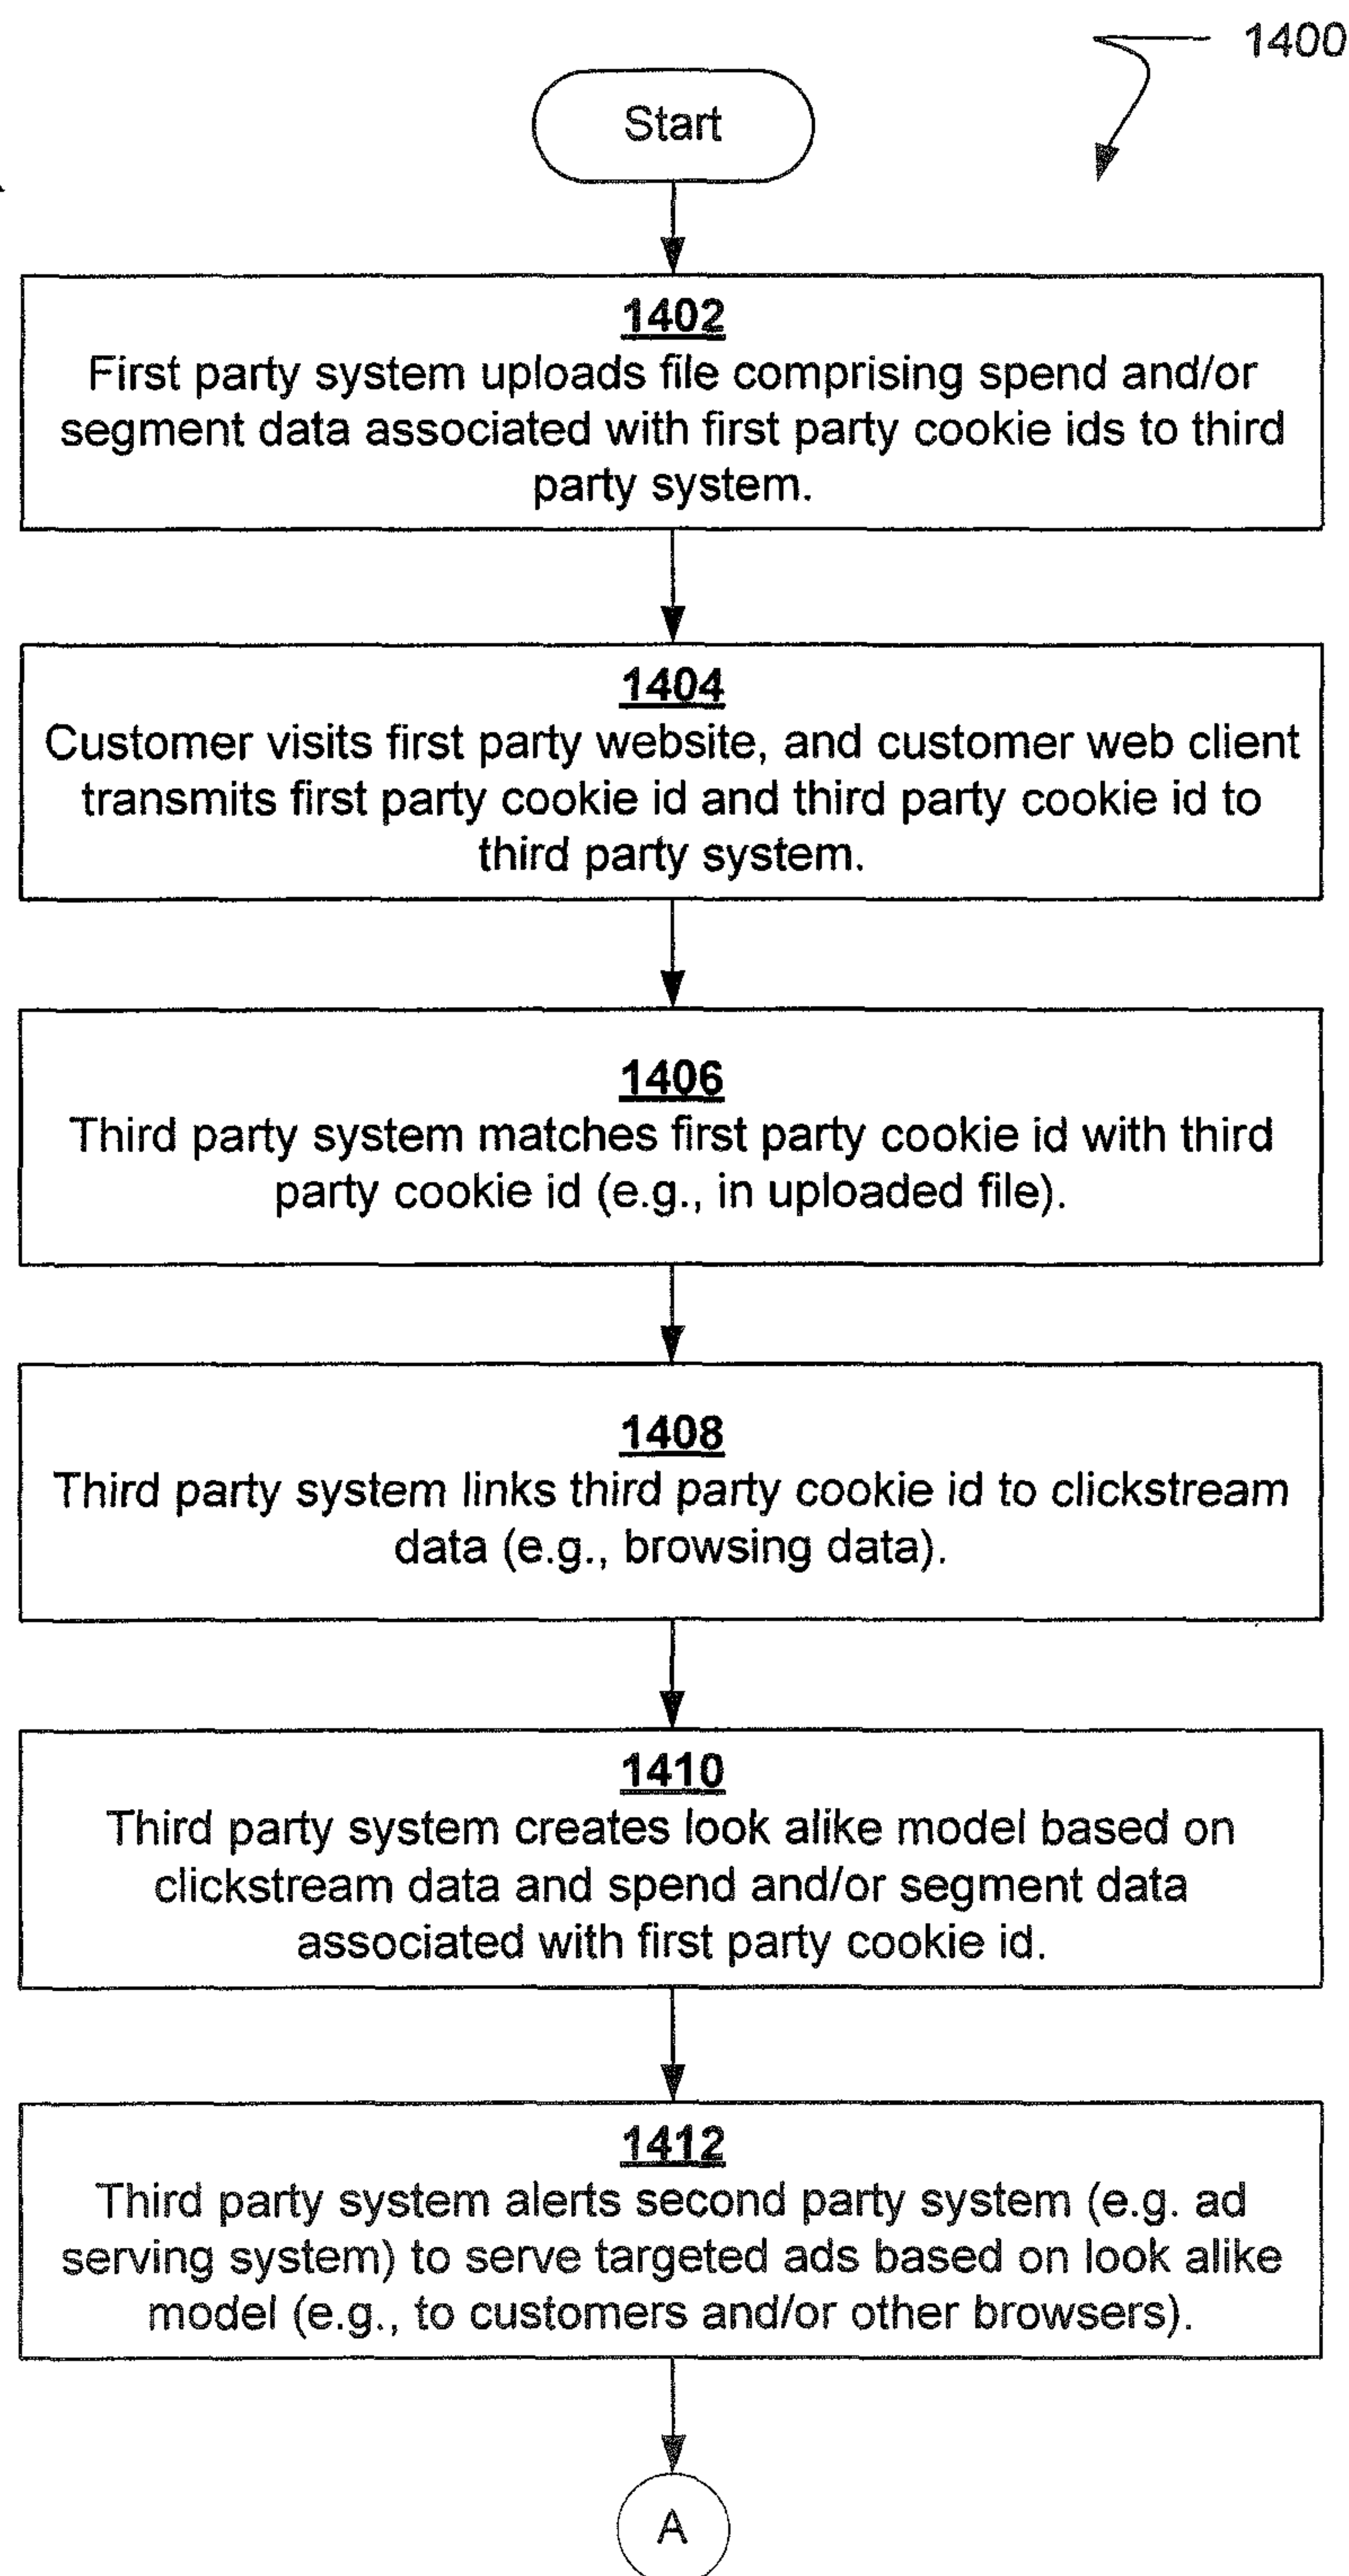 1400
Start
1402
First party system uploads file comprising spend and/or
segment data associated with first party cookie ids to third
party system.
1404
Customer visits first party website, and customer web client
transmits first party cookie id and third party cookie id to
third party system.
1406
Third party system matches first party cookie id with third
party cookie id (e.g., in uploaded file).
1408
Third party system links third party cookie id to clickstream
data (e.g., browsing data).
1410
Third party system creates look alike model based on
clickstream data and spend and/or segment data
associated with first party cookie id.
1412
Third party system alerts second party system (e.g. ad
serving system) to serve targeted ads based on look alike
model (e.g., to customers and/or other browsers).
A